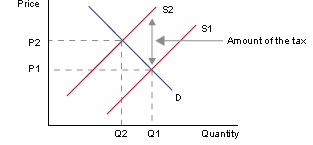 Price
S2
S1
P2
Amount of the tax
P1
D
Q2
Q1
Quantity